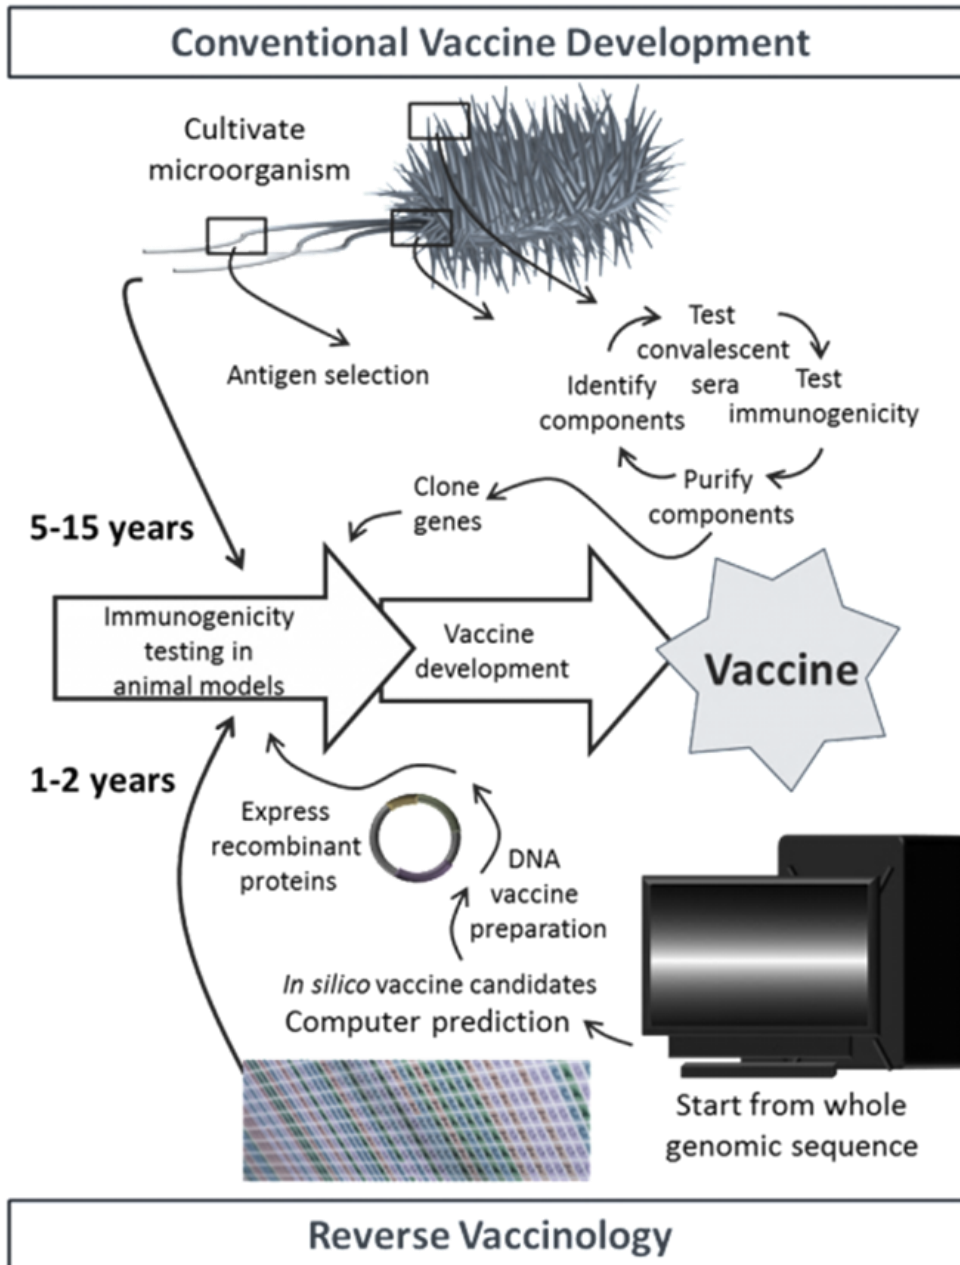 Conventional Vaccine Development
Cultivate
microorganism
Antigen selection
Test
convalescent
sera
Identify
components
Test
immunogenicity
Purify
components
Clone
genes
5-15 years
Immunogenicity
testing in
animal models
Vaccine
development
Vaccine
1-2 years
Express
recombinant
proteins
DNA
vaccine
preparation
In silico vaccine candidates
Computer prediction
Start from whole
genomic sequence
Reverse Vaccinology